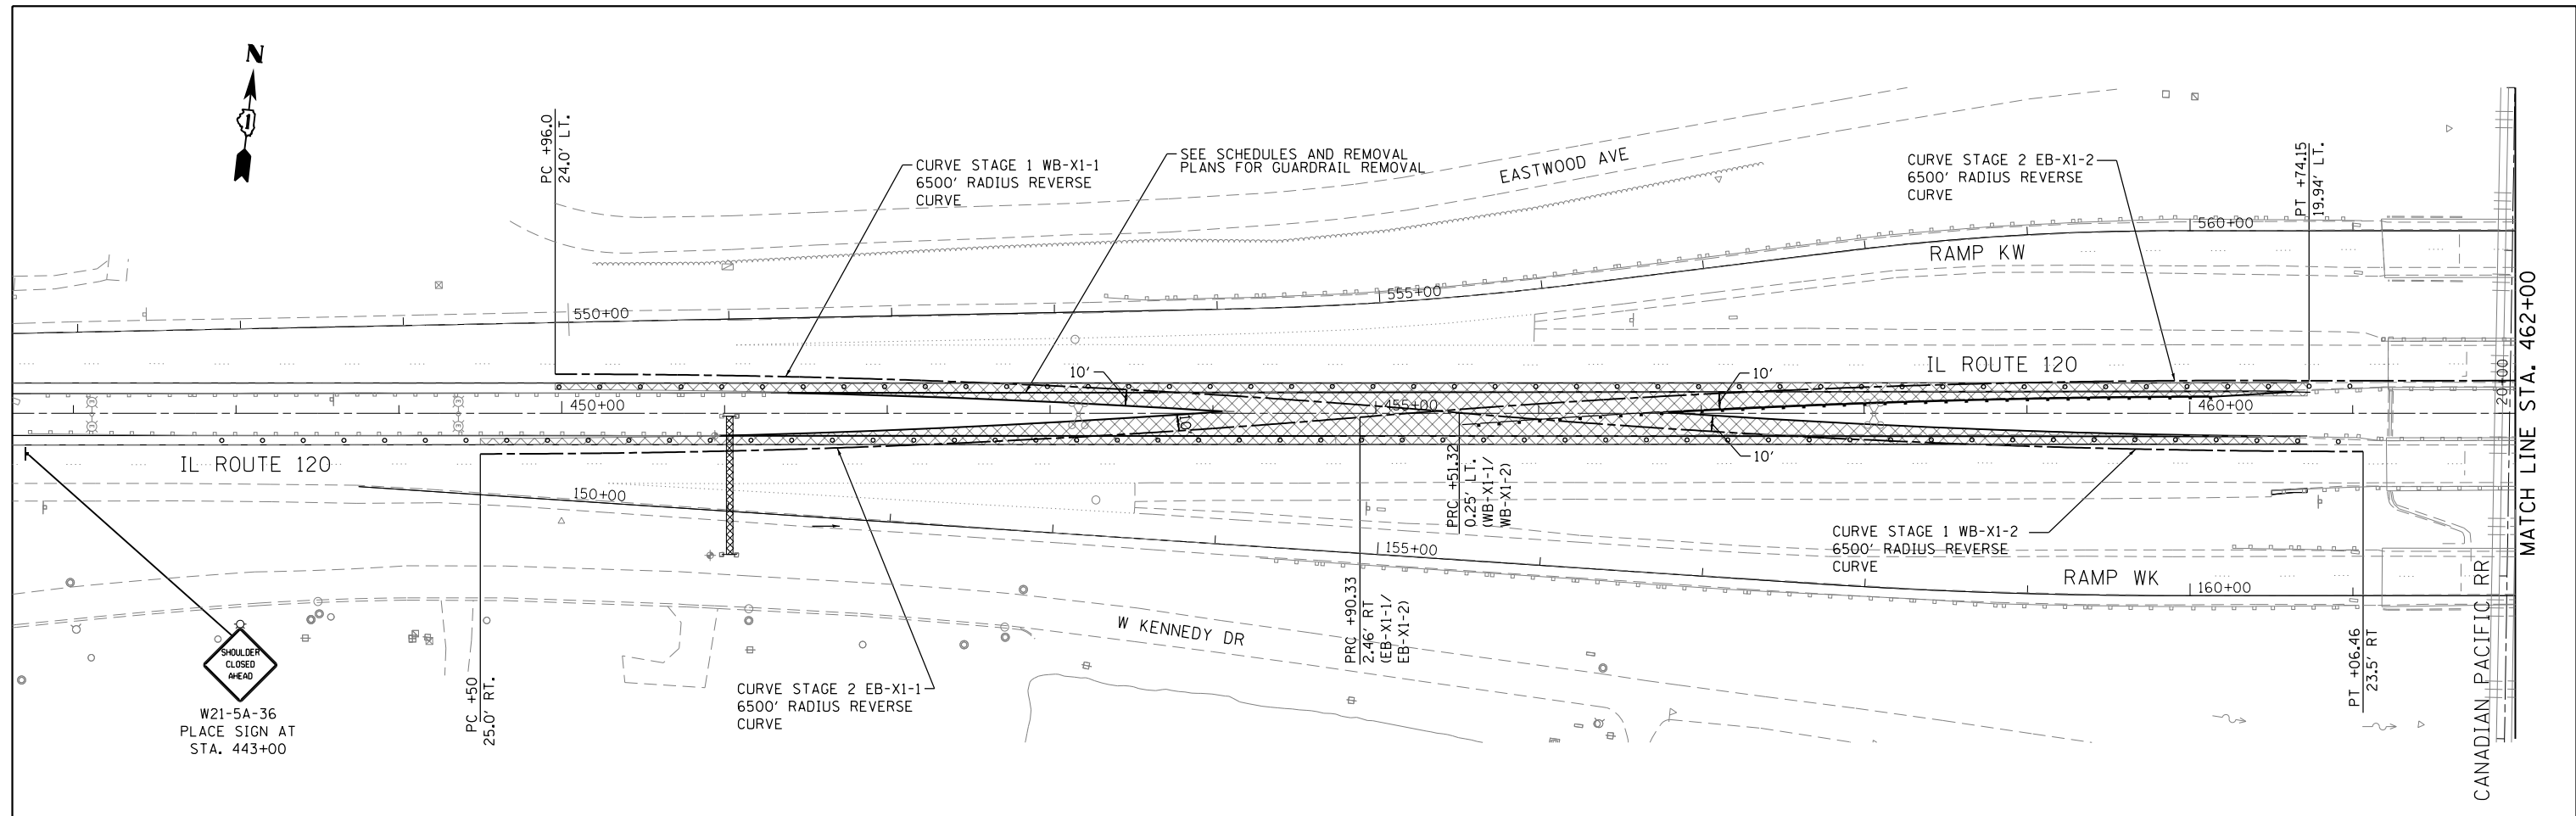 N
1
PC +96.0
24.0' LT.
CURVE STAGE 1 WB-X1-1
6500' RADIUS REVERSE
CURVE
SEE SCHEDULES AND REMOVAL
PLANS FOR GUARDRAIL REMOVAL
EASTWOOD AVE
CURVE STAGE 2 EB-X1-2
6500' RADIUS REVERSE
CURVE
PT +74.15
19.94' LT.
560+00
RAMP KW
555+00
550+00
IL ROUTE 120
10'
10'
450+00
455+00
460+00
20+00
MATCH LINE STA. 462+00
10'
10'
IL ROUTE 120
150+00
PRC +51.32
0.25' LT.
(WB-X1-1/
WB-X1-2)
CURVE STAGE 1 WB-X1-2
6500' RADIUS REVERSE
CURVE
155+00
RAMP WK
160+00
PRC +90.33
2.46' RT
(EB-X1-1/
EB-X1-2)
W KENNEDY DR
SHOULDER
CLOSED
AHEAD
W21-5A-36
PLACE SIGN AT
STA. 443+00
PC +50
25.0' RT.
CURVE STAGE 2 EB-X1-1
6500' RADIUS REVERSE
CURVE
PT +06.46
23.5' RT
CANADIAN PACIFIC RR